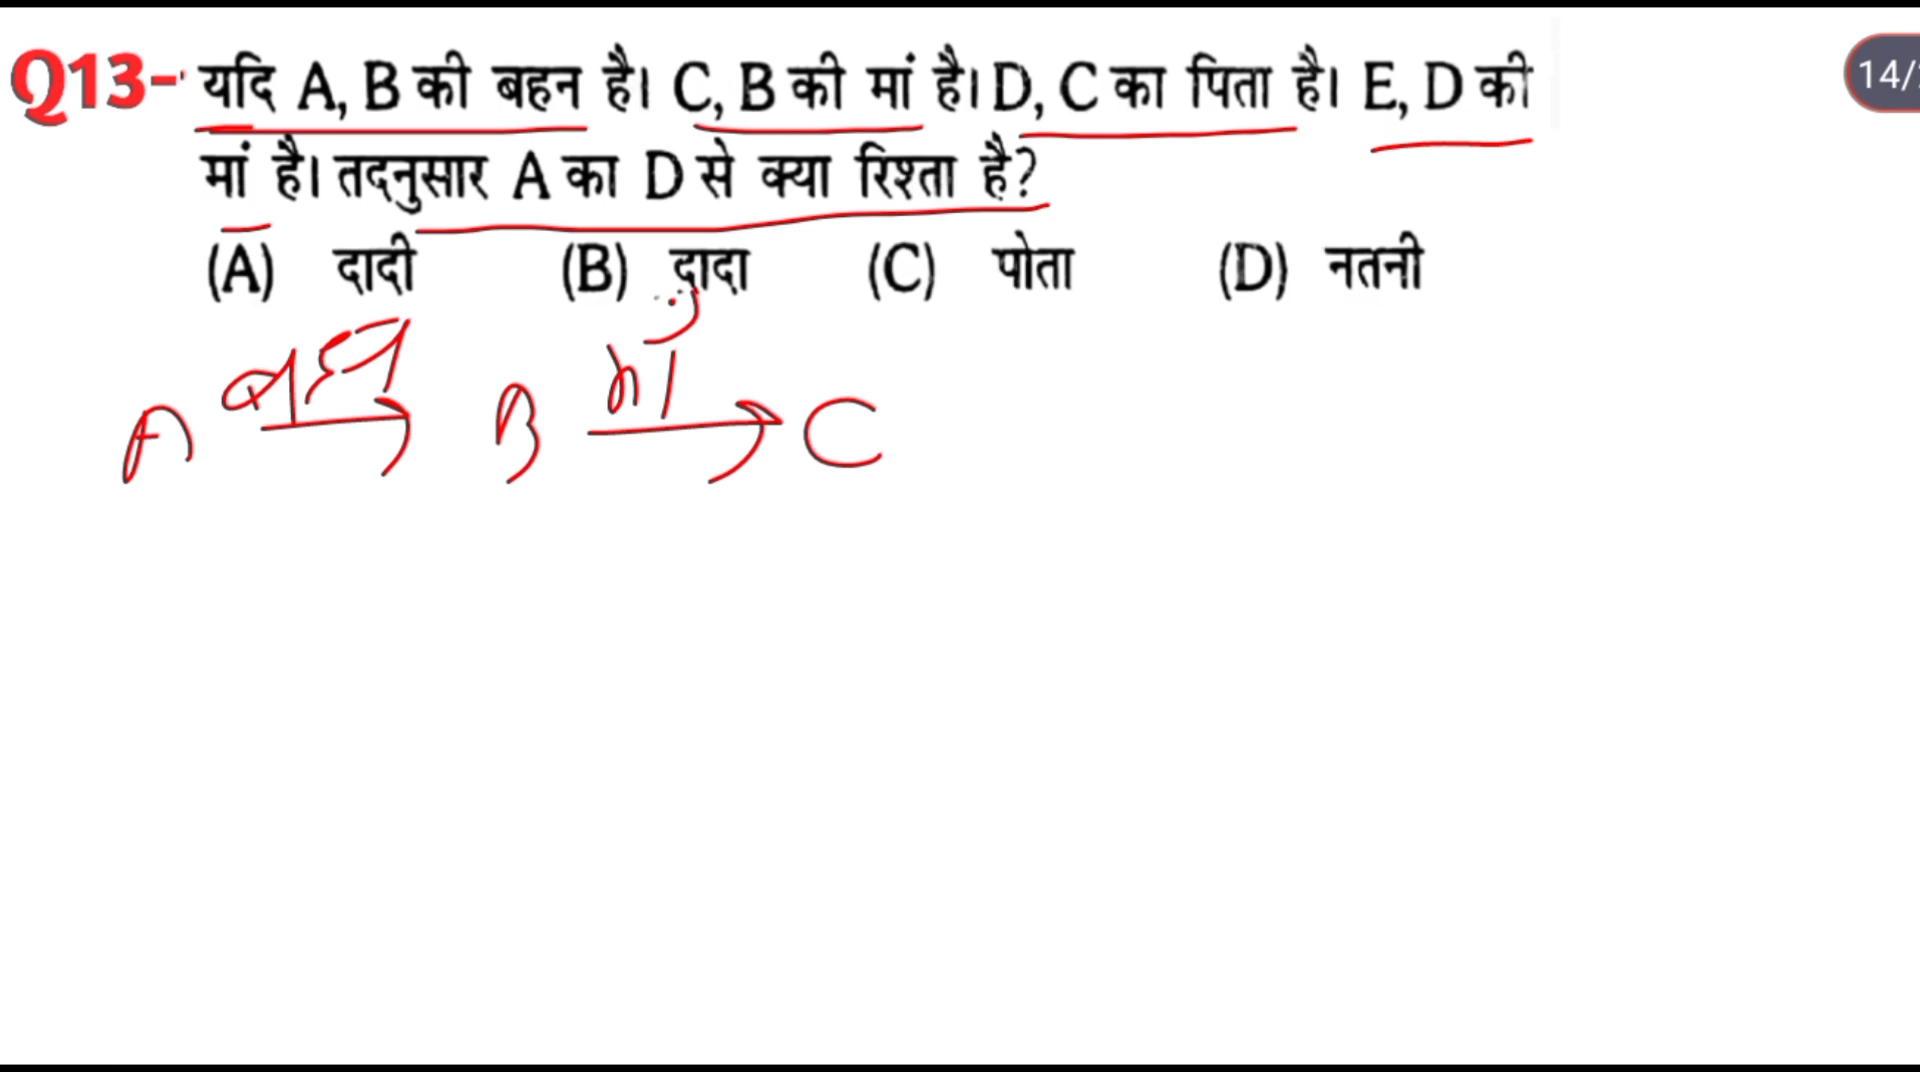 Q13- यदि A, B की बहन है। C, B की मां है। D, C का पिता है। E, D की
मां है। तदनुसार A का D से क्या रिश्ता है?
(A) दादी (B) दादा (C) पोता (D) नतनी
14/
A बहन B माँ C